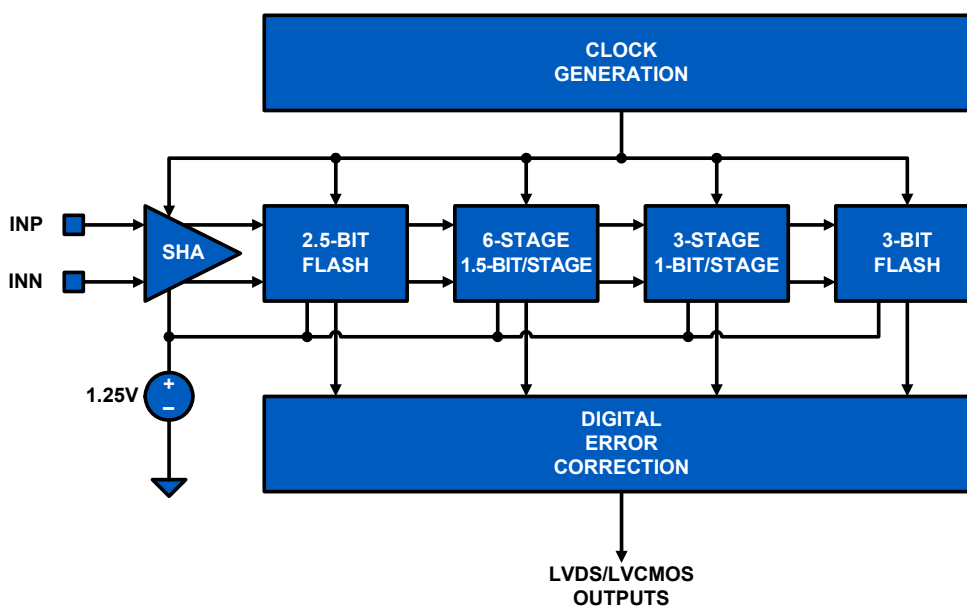 CLOCK
GENERATION
INP
INN
SHA
2.5-BIT
FLASH
6-STAGE
1.5-BIT/STAGE
3-STAGE
1-BIT/STAGE
3-BIT
FLASH
1.25V
+
−
DIGITAL
ERROR
CORRECTION
LVDS/LVCMOS
OUTPUTS